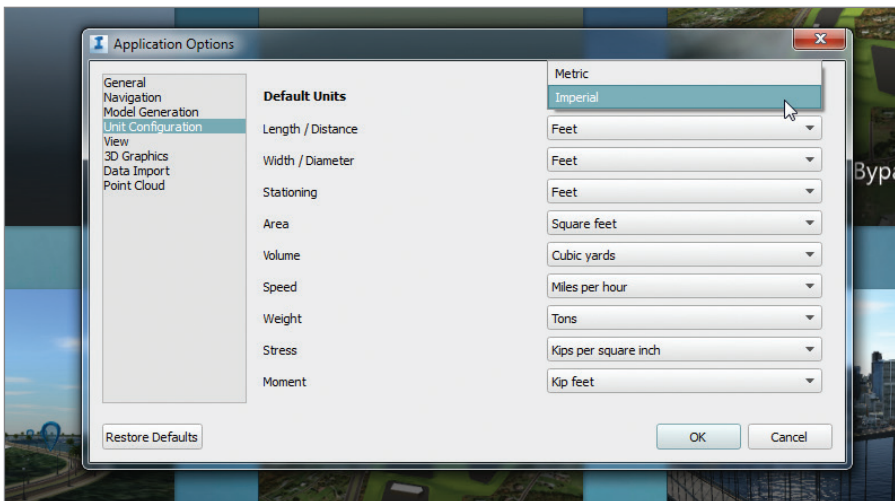 Application Options
General
Navigation
Model Generation
Unit Configuration
View
3D Graphics
Data Import
Point Cloud
Metric
Default Units
Imperial
Length / Distance Feet
Width / Diameter Feet
Stationing Feet
Area Square feet
Volume Cubic yards
Speed Miles per hour
Weight Tons
Stress Kips per square inch
Moment Kip feet
Restore Defaults OK Cancel
Bypa